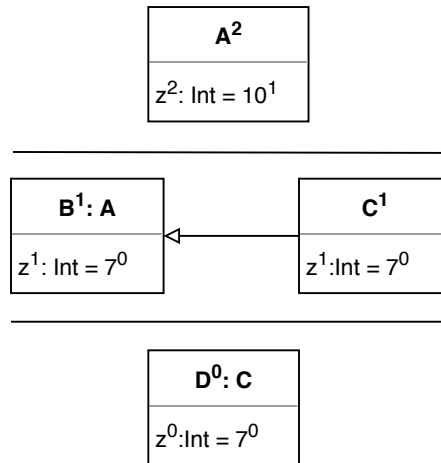 A²
z²: Int = 10¹
B¹: A
z¹: Int = 7⁰
C¹
z¹:Int = 7⁰
D⁰: C
z⁰:Int = 7⁰